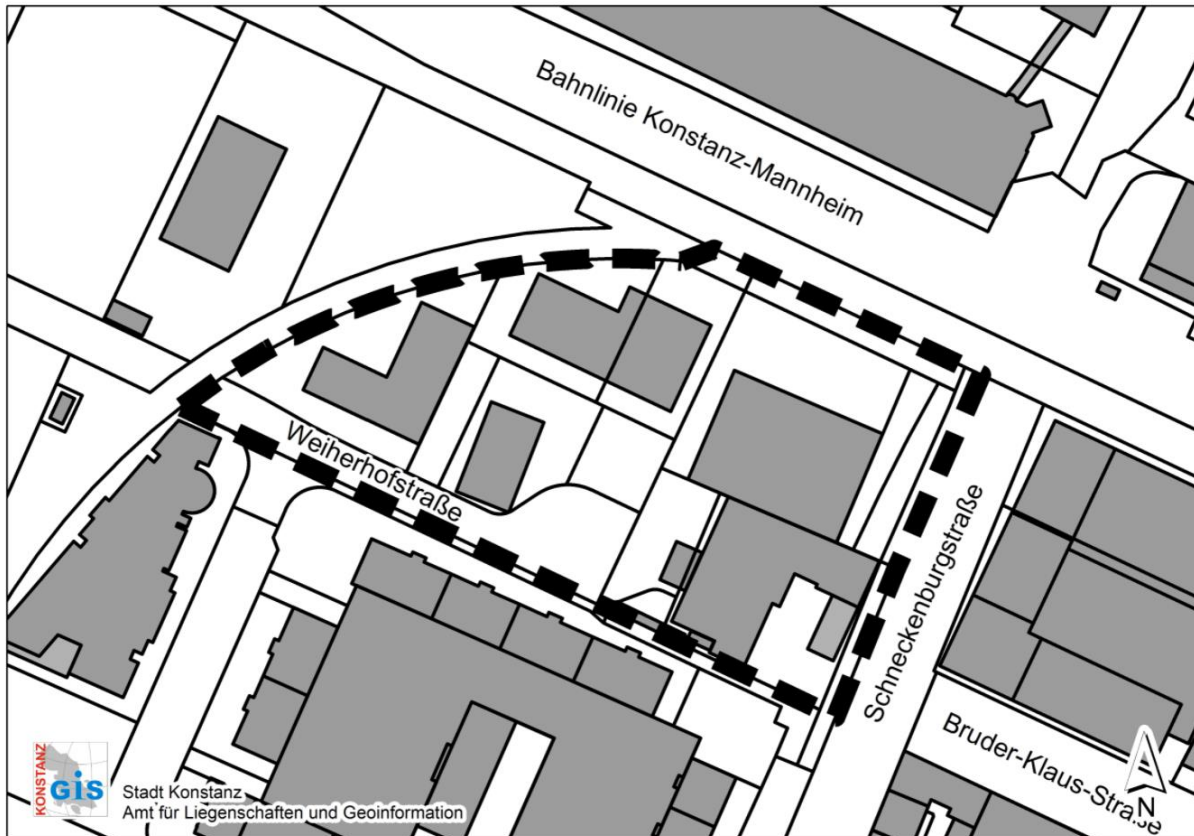 Bahnlinie Konstanz-Mannheim
Weiherhofstraße
Schneckenburgstraße
Bruder-Klaus-Straße
N
KONSTANZ
GiS
Stadt Konstanz
Amt für Liegenschaften und Geoinformation